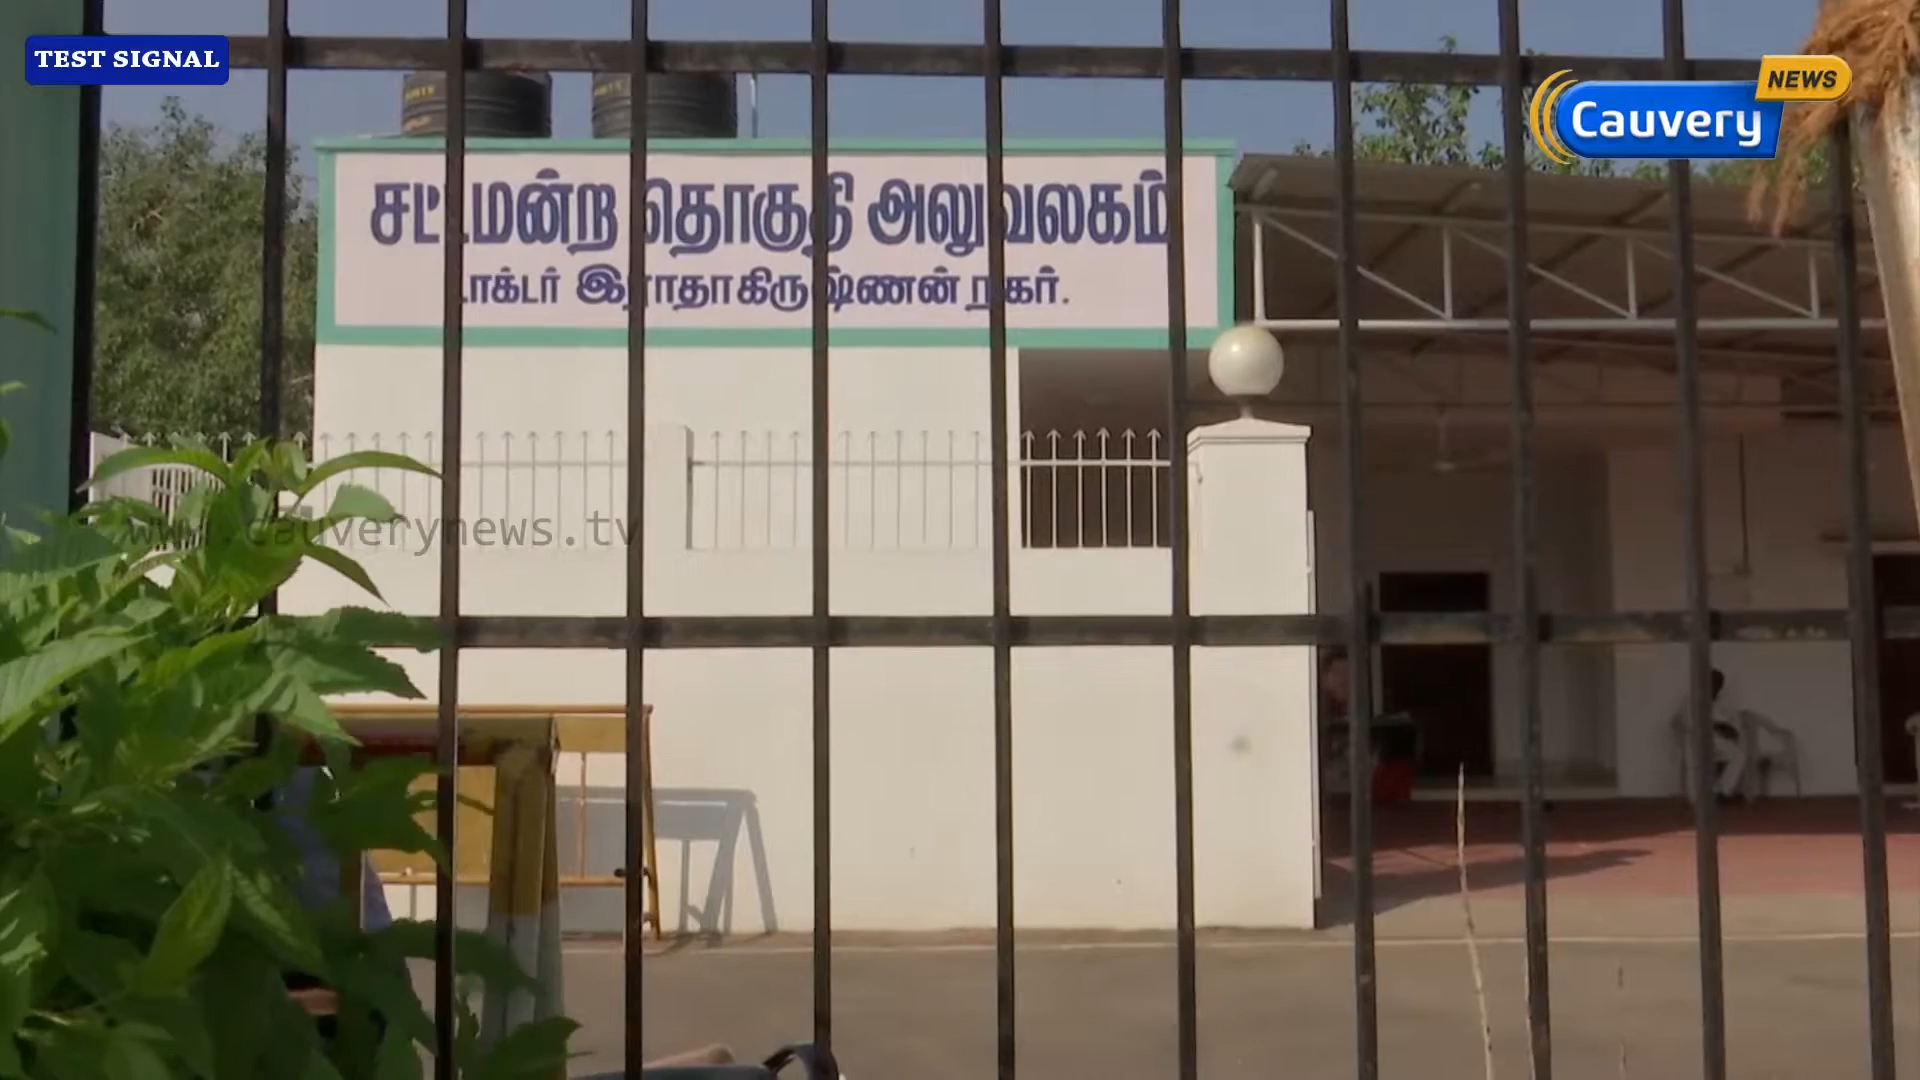 TEST SIGNAL
Cauvery NEWS
சட்டமன்ற தொகுதி அலுவலகம்
டாக்டர் இராதாகிருஷ்ணன் நகர்.
www.cauverynews.tv